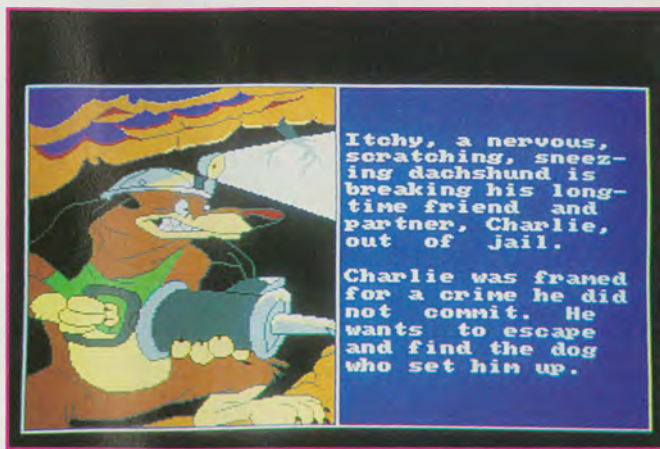 Itchy, a nervous,
scratching, sneez-
ing dachshund is
breaking his long-
time friend and
partner, Charlie,
out of jail.
Charlie was framed
for a crime he did
not commit. He
wants to escape
and find the dog
who set him up.